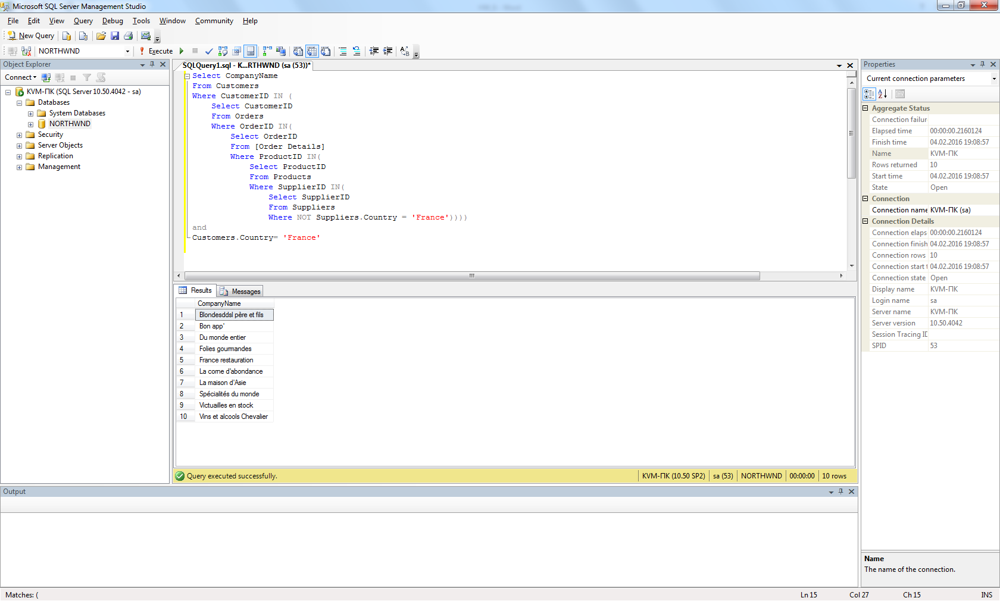 Microsoft SQL Server Management Studio
File Edit View Query Debug Tools Window Community Help
New Query
NORTHWND Execute
Object Explorer
Connect
KVM-ПК (SQL Server 10.50.4042 - sa)
Databases
System Databases
NORTHWND
Security
Server Objects
Replication
Management
SQLQuery1.sql - K...RTHWND (sa (53))*
Select CompanyName
From Customers
Where CustomerID IN (
Select CustomerID
From Orders
Where OrderID IN(
Select OrderID
From [Order Details]
Where ProductID IN(
Select ProductID
From Products
Where SupplierID IN(
Select SupplierID
From Suppliers
Where NOT Suppliers.Country = 'France'))))
and
Customers.Country= 'France'
Results Messages
CompanyName
1 Blondesddsl père et fils
2 Bon app'
3 Du monde entier
4 Folies gourmandes
5 France restauration
6 La corne d'abondance
7 La maison d'Asie
8 Spécialités du monde
9 Victuailles en stock
10 Vins et alcools Chevalier
Query executed successfully. KVM-ПК (10.50 SP2) sa (53) NORTHWND 00:00:00 10 rows
Output
Properties
Current connection parameters
Aggregate Status
Connection failur
Elapsed time 00:00:00.2160124
Finish time 04.02.2016 19:08:57
Name KVM-ПК
Rows returned 10
Start time 04.02.2016 19:08:57
State Open
Connection
Connection name KVM-ПК (sa)
Connection Details
Connection elaps 00:00:00.2160124
Connection finish 04.02.2016 19:08:57
Connection rows 10
Connection start t 04.02.2016 19:08:57
Connection state Open
Display name KVM-ПК
Login name sa
Server name KVM-ПК
Server version 10.50.4042
Session Tracing ID
SPID 53
Name
The name of the connection.
Matches: ( Ln 15 Col 27 Ch 15 INS